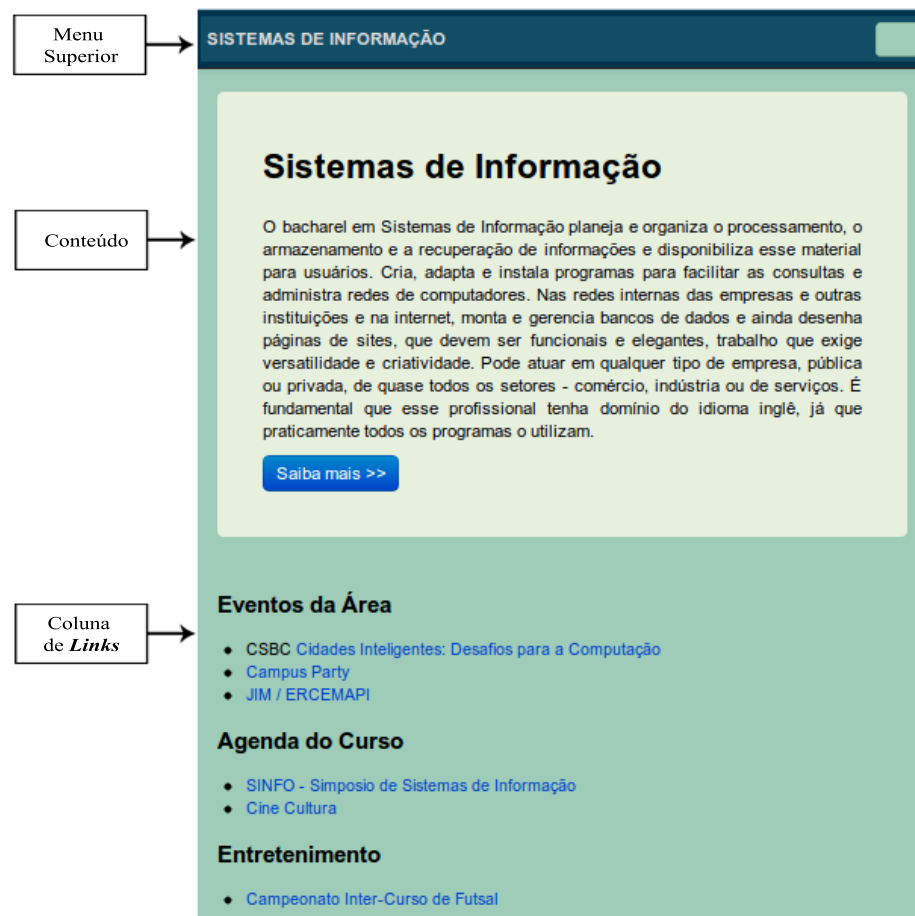 Menu
Superior
SISTEMAS DE INFORMAÇÃO
Sistemas de Informação
Conteúdo
O bacharel em Sistemas de Informação planeja e organiza o processamento, o
armazenamento e a recuperação de informações e disponibiliza esse material
para usuários. Cria, adapta e instala programas para facilitar as consultas e
administra redes de computadores. Nas redes internas das empresas e outras
instituições e na internet, monta e gerencia bancos de dados e ainda desenha
páginas de sites, que devem ser funcionais e elegantes, trabalho que exige
versatilidade e criatividade. Pode atuar em qualquer tipo de empresa, pública
ou privada, de quase todos os setores - comércio, indústria ou de serviços. É
fundamental que esse profissional tenha domínio do idioma inglê, já que
praticamente todos os programas o utilizam.
Saiba mais >>
Coluna
de Links
Eventos da Área
CSBC Cidades Inteligentes: Desafios para a Computação
Campus Party
JIM / ERCEMAPI
Agenda do Curso
SINFO - Simposio de Sistemas de Informação
Cine Cultura
Entretenimento
Campeonato Inter-Curso de Futsal